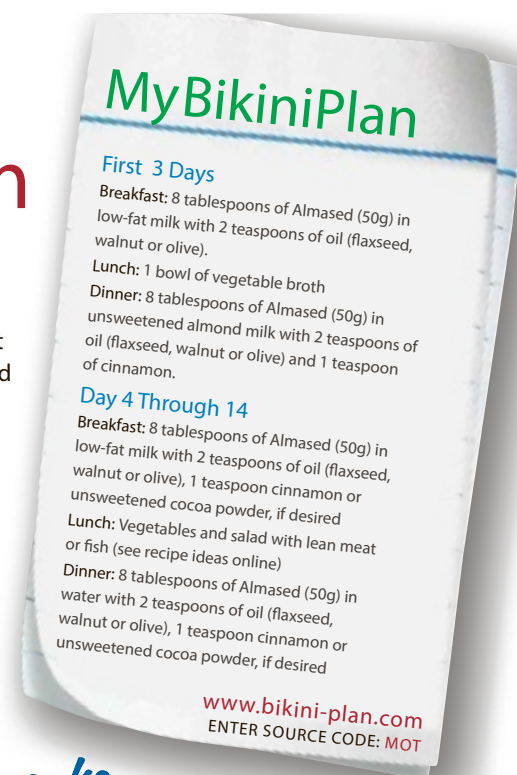 MyBikiniPlan
First 3 Days
Breakfast: 8 tablespoons of Almased (50g) in
low-fat milk with 2 teaspoons of oil (flaxseed,
walnut or olive).
Lunch: 1 bowl of vegetable broth
Dinner: 8 tablespoons of Almased (50g) in
unsweetened almond milk with 2 teaspoons of
oil (flaxseed, walnut or olive) and 1 teaspoon
of cinnamon.
Day 4 Through 14
Breakfast: 8 tablespoons of Almased (50g) in
low-fat milk with 2 teaspoons of oil (flaxseed,
walnut or olive), 1 teaspoon cinnamon or
unsweetened cocoa powder, if desired
Lunch: Vegetables and salad with lean meat
or fish (see recipe ideas online)
Dinner: 8 tablespoons of Almased (50g) in
water with 2 teaspoons of oil (flaxseed,
walnut or olive), 1 teaspoon cinnamon or
unsweetened cocoa powder, if desired
www.bikini-plan.com
ENTER SOURCE CODE: MOT